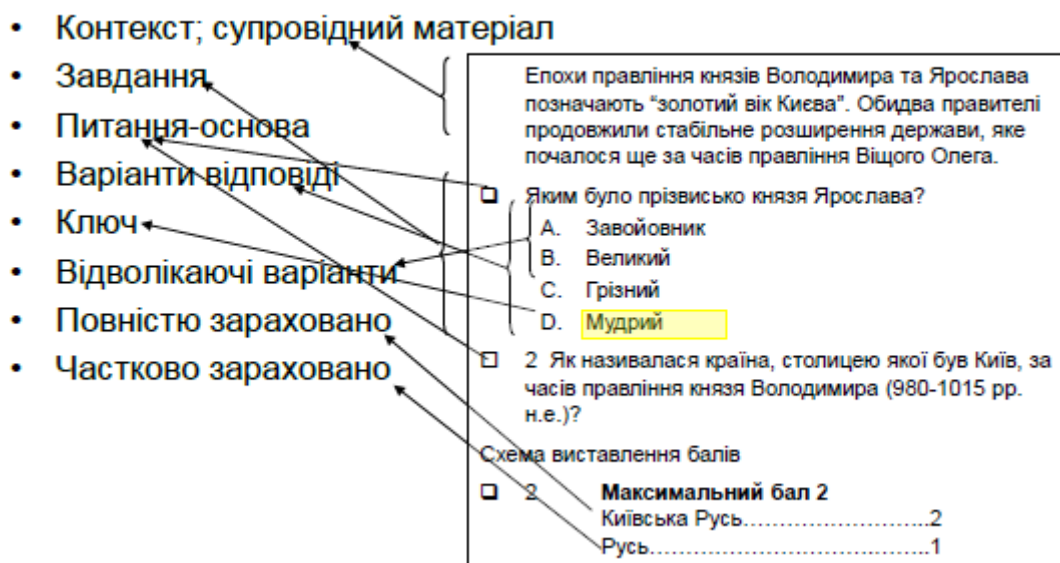 • Контекст; супровідний матеріал
• Завдання
• Питання-основа
• Варіанти відповіді
• Ключ
• Відволікаючі варіанти
• Повністю зараховано
• Частково зараховано
Епохи правління князів Володимира та Ярослава
позначають “золотий вік Києва”. Обидва правителі
продовжили стабільне розширення держави, яке
почалося ще за часів правління Віщого Олега.
❑ Яким було прізвисько князя Ярослава?
A. Завойовник
B. Великий
C. Грізний
D. Мудрий
❑ 2 Як називалася країна, столицею якої був Київ, за
часів правління князя Володимира (980-1015 рр.
н.е.)?
Схема виставлення балів
❑ 2 Максимальний бал 2
Київська Русь…………………………..2
Русь……………………………………..1